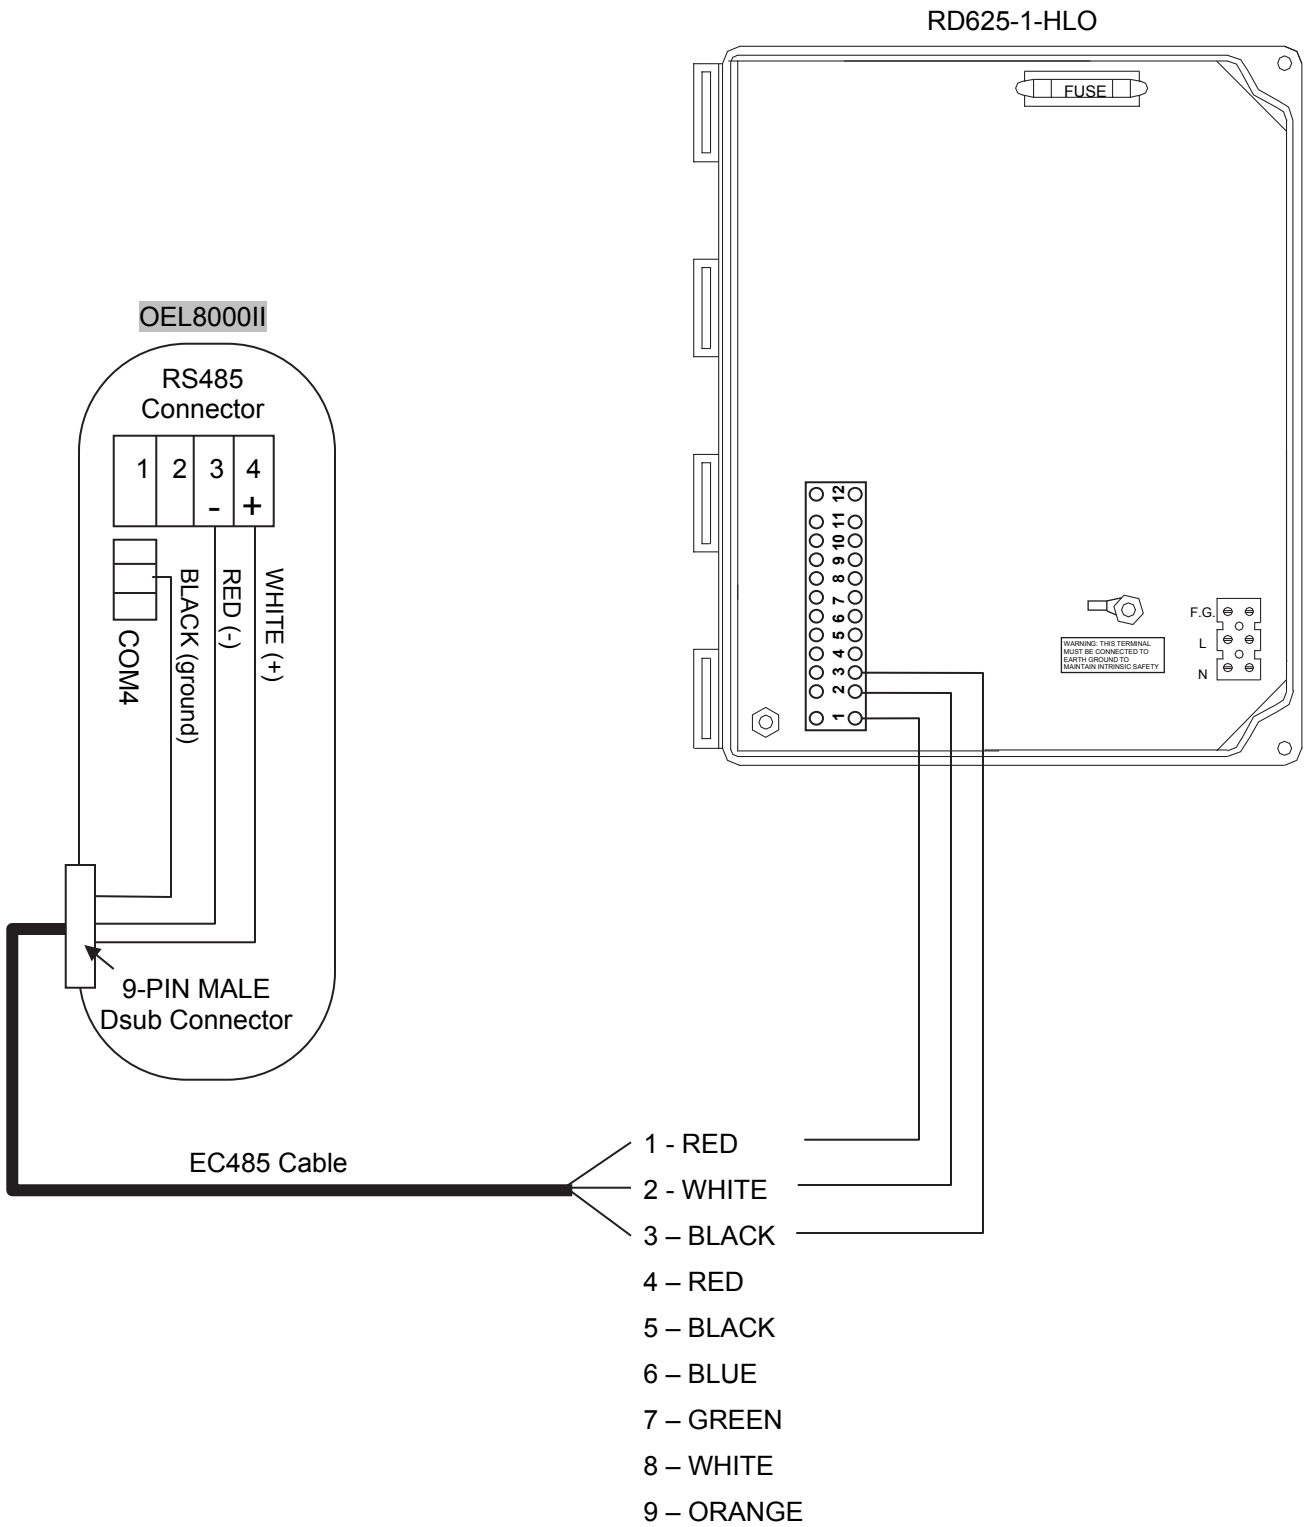 RD625-1-HLO
FUSE
OEL8000II
RS485
Connector
1 2 3 4
- +
COM4
BLACK (ground)
RED (-)
WHITE (+)
12
11
10
9
8
7
6
5
4
3
2
1
F.G.
L
N
WARNING: THIS TERMINAL
MUST BE CONNECTED TO
EARTH GROUND TO
MAINTAIN INTRINSIC SAFETY
9-PIN MALE
Dsub Connector
EC485 Cable
1 - RED
2 - WHITE
3 – BLACK
4 – RED
5 – BLACK
6 – BLUE
7 – GREEN
8 – WHITE
9 – ORANGE